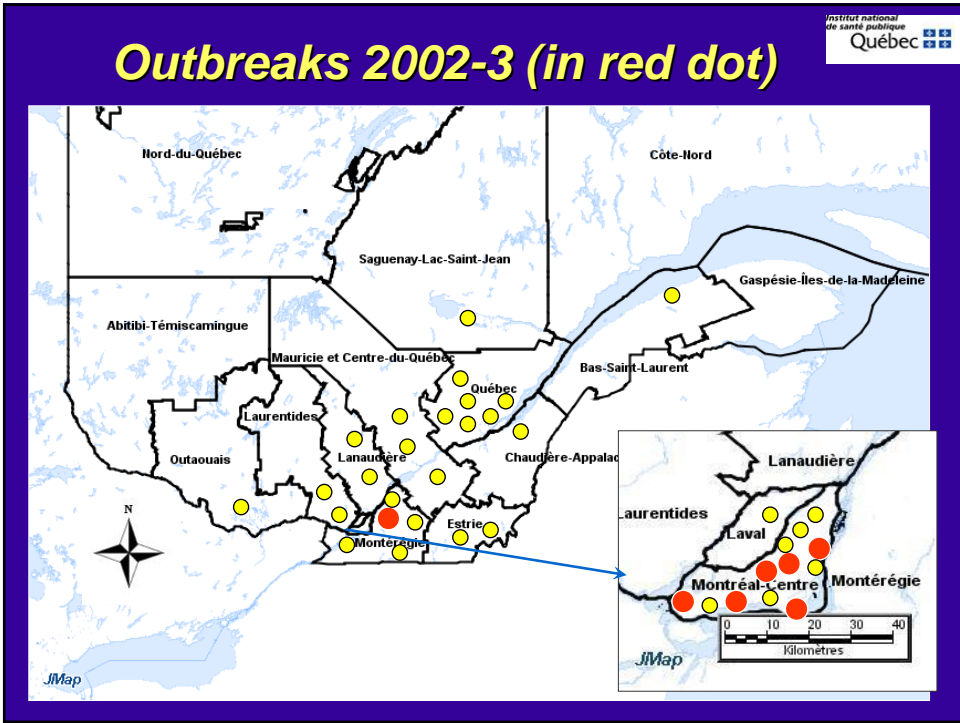 Institut national
de santé publique
Québec
Outbreaks 2002-3 (in red dot)
Nord-du-Québec
Côte-Nord
Saguenay-Lac-Saint-Jean
Gaspésie-Îles-de-la-Madeleine
Abitibi-Témiscamingue
Mauricie et Centre-du-Québec
Bas-Saint-Laurent
Québec
Laurentides
Outaouais
Lanaudière
Chaudière-Appalac
N
Estrie
Montérégie
JMap
Lanaudière
Laurentides
Laval
Montréal-Centre
Montérégie
0 10 20 30 40
Kilomètres
JMap